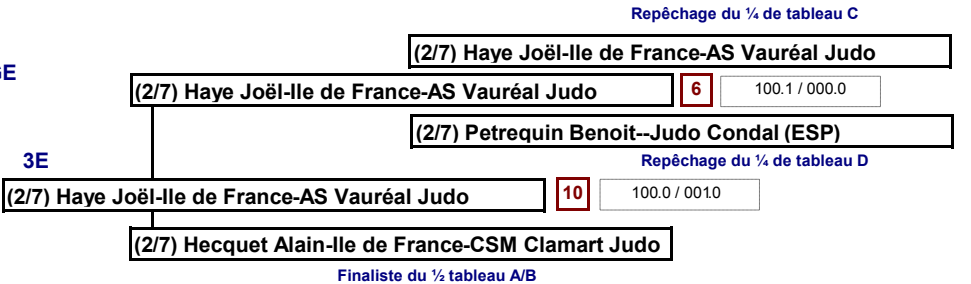 Repêchage du ¼ de tableau C
(2/7) Haye Joël-Ile de France-AS Vauréal Judo
E
(2/7) Haye Joël-Ile de France-AS Vauréal Judo 6 100.1 / 000.0
(2/7) Petrequin Benoit--Judo Condal (ESP)
3E Repêchage du ¼ de tableau D
(2/7) Haye Joël-Ile de France-AS Vauréal Judo 10 100.0 / 001.0
(2/7) Hecquet Alain-Ile de France-CSM Clamart Judo
Finaliste du ½ tableau A/B